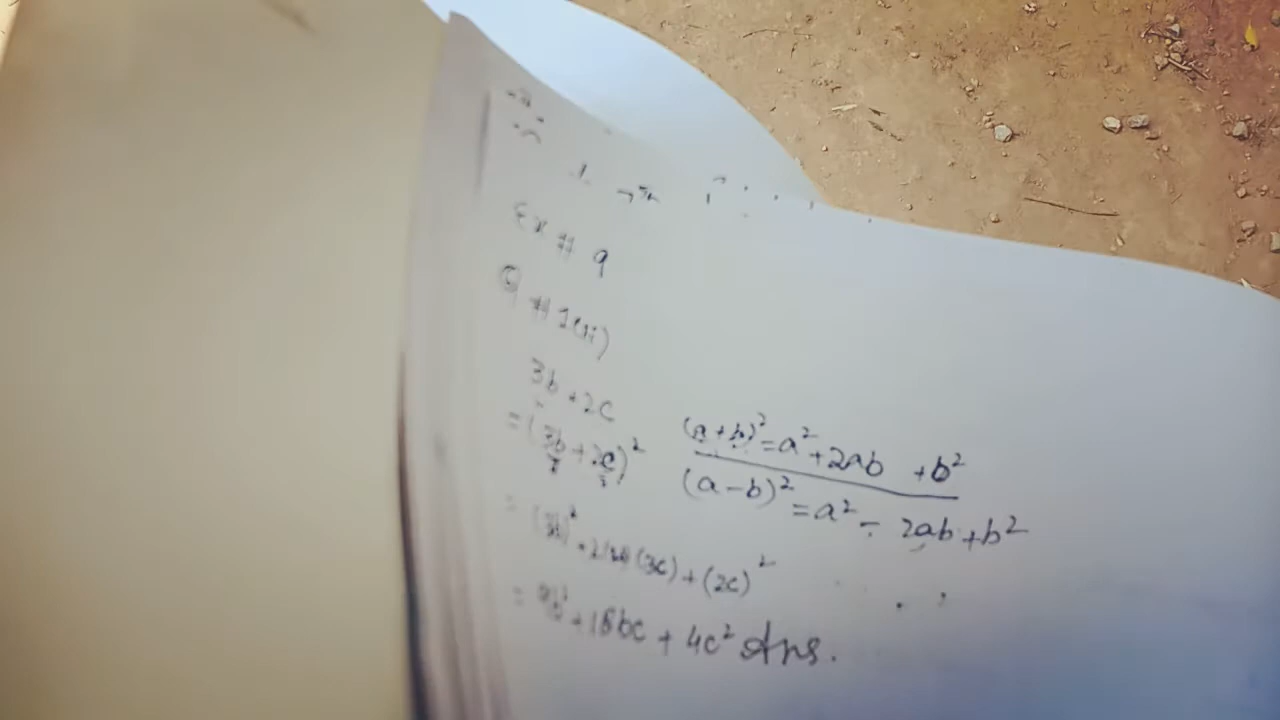 Ex # 9
Q # 1(ii)
3b + 2c
= (3b + 2c)²
(a + b)² = a² + 2ab + b²
(a - b)² = a² - 2ab + b²
= (3b)² + 2(3b)(3c) + (2c)²
= 9b² + 18bc + 4c² Ans.